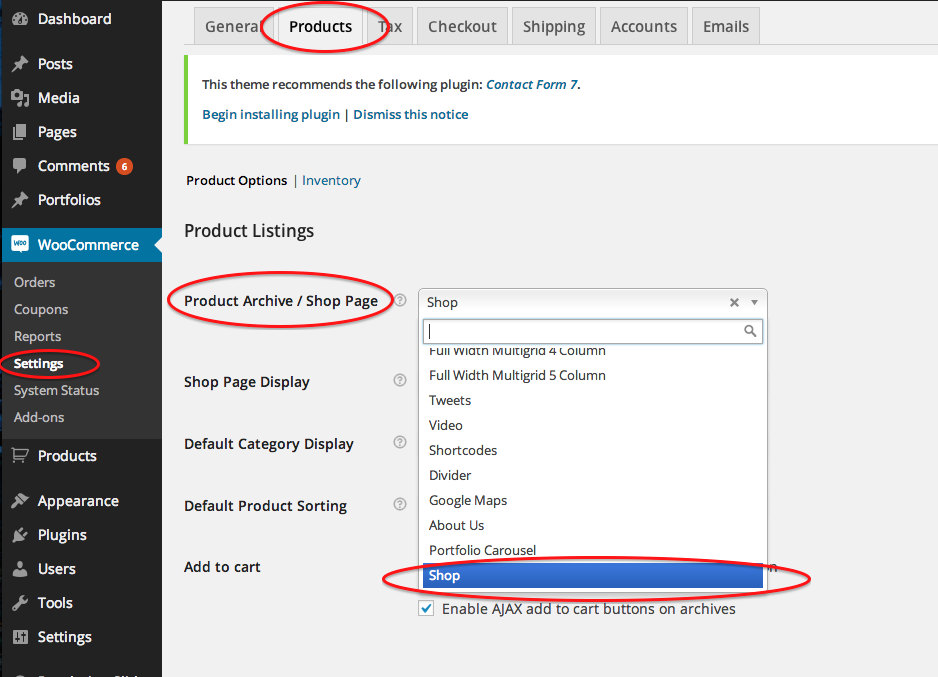 Dashboard
Posts
Media
Pages
Comments 6
Portfolios
WOO WooCommerce
Orders
Coupons
Reports
Settings
System Status
Add-ons
Products
Appearance
Plugins
Users
Tools
Settings
General Products Tax Checkout Shipping Accounts Emails
This theme recommends the following plugin: Contact Form 7.
Begin installing plugin | Dismiss this notice
Product Options | Inventory
Product Listings
Product Archive / Shop Page ? Shop
Full Width Multigrid 4 Column
Full Width Multigrid 5 Column
Tweets
Video
Shortcodes
Divider
Google Maps
About Us
Portfolio Carousel
Shop
Shop Page Display ?
Default Category Display ?
Default Product Sorting ?
Add to cart
Enable AJAX add to cart buttons on archives